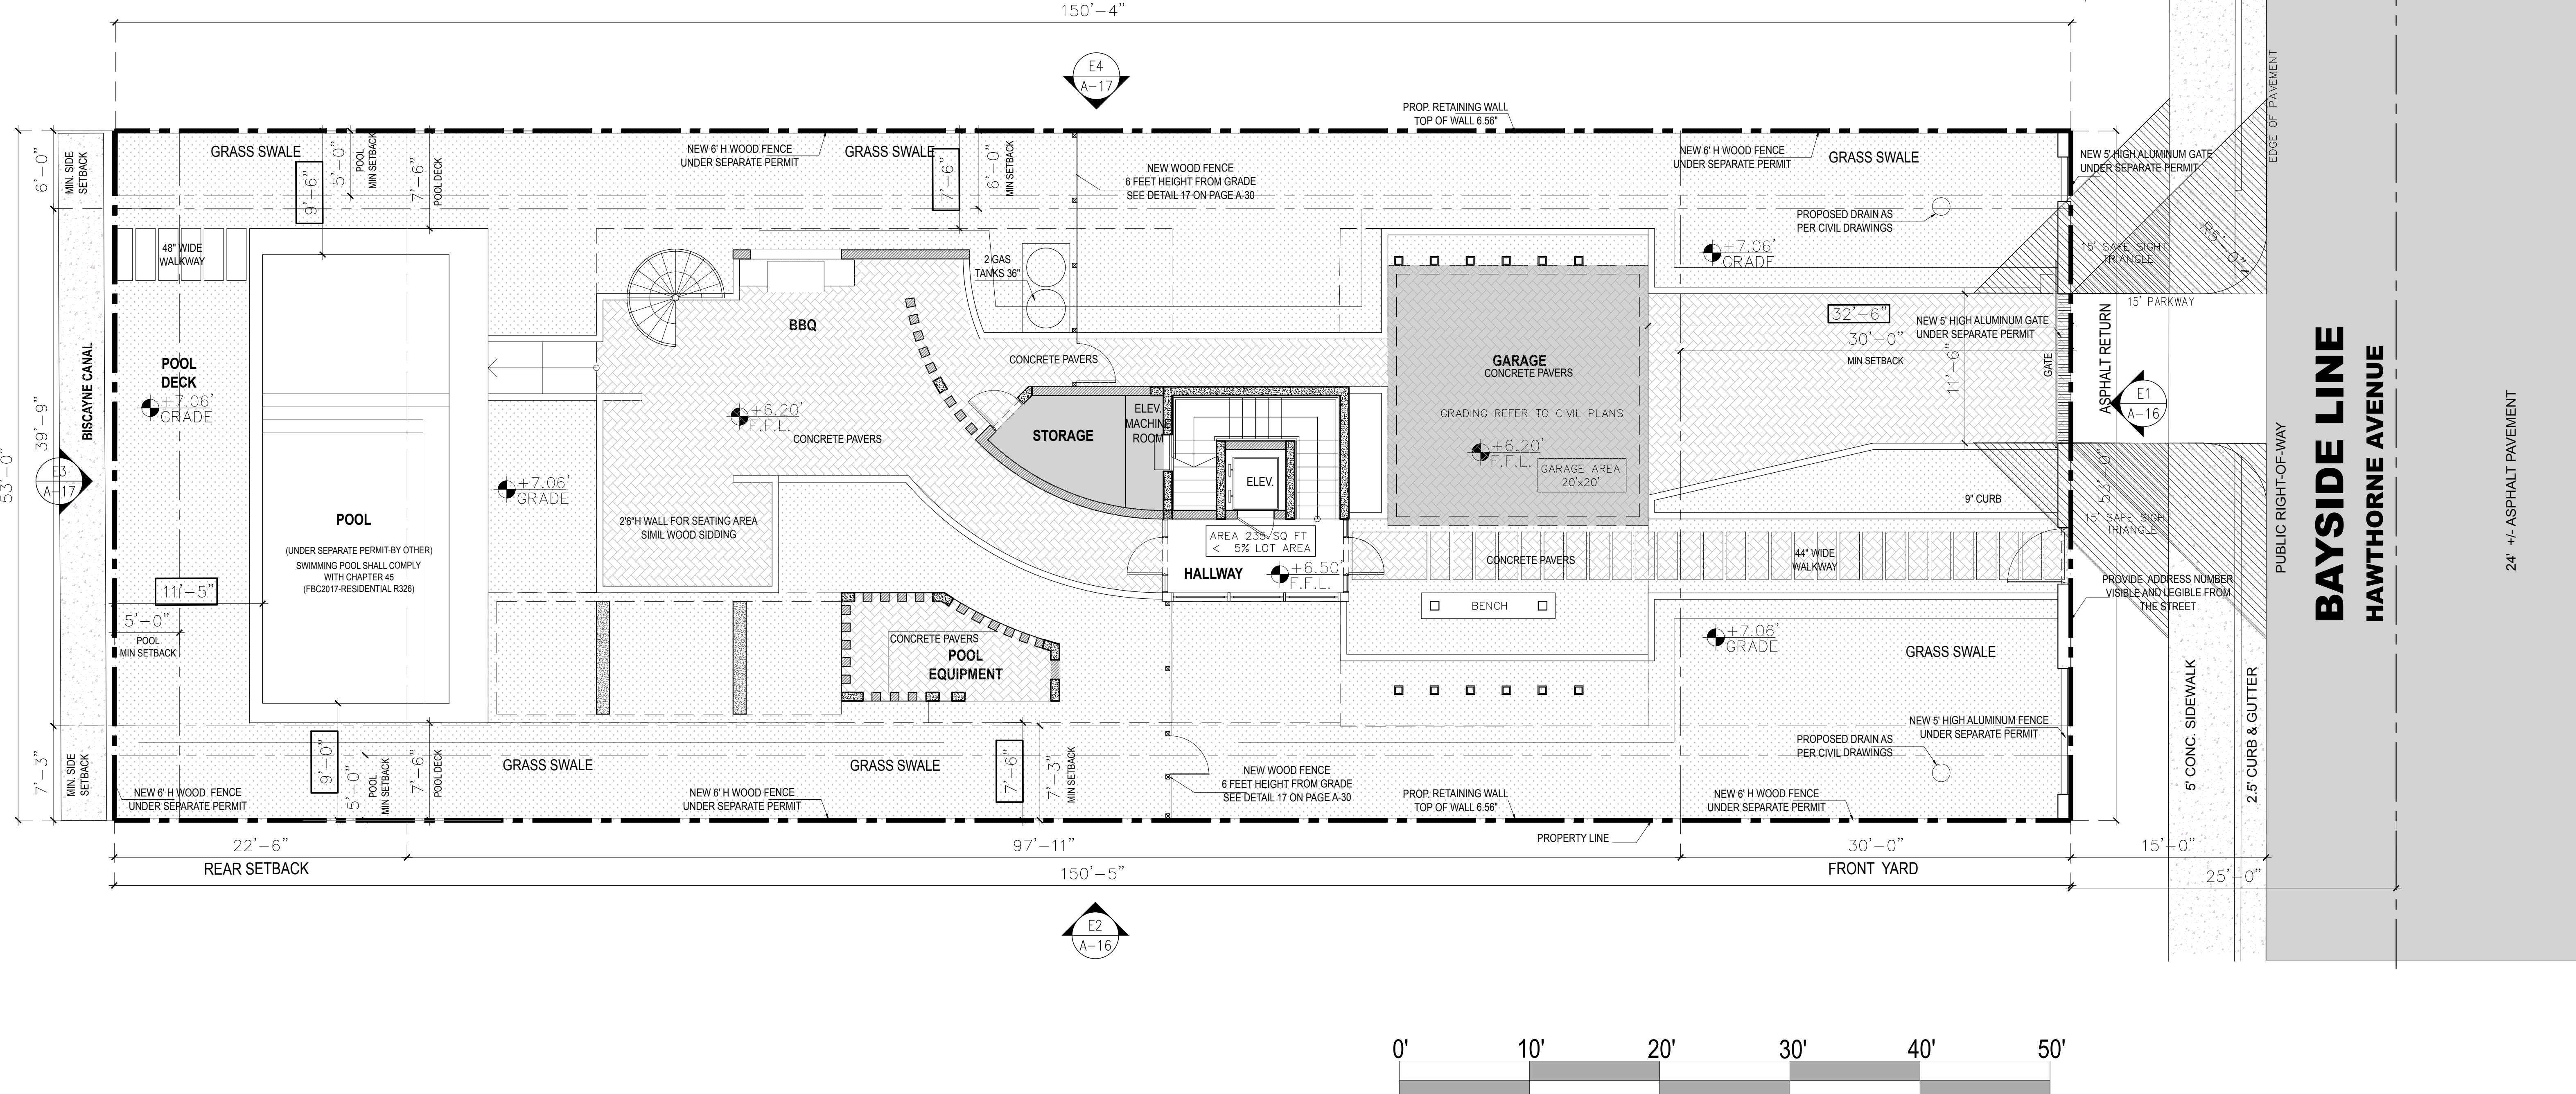 150'-4"
E4
A-17
PROP. RETAINING WALL
TOP OF WALL 6.56"
EDGE OF PAVEMENT
6'-0"
MIN. SIDE
SETBACK
GRASS SWALE
9'-6"
5'-0"
POOL
MIN SETBACK
7'-6"
POOL DECK
NEW 6' H WOOD FENCE
UNDER SEPARATE PERMIT
GRASS SWALE
7'-6"
6'-0"
MIN SETBACK
NEW WOOD FENCE
6 FEET HEIGHT FROM GRADE
SEE DETAIL 17 ON PAGE A-30
NEW 6' H WOOD FENCE
UNDER SEPARATE PERMIT
GRASS SWALE
NEW 5' HIGH ALUMINUM GATE
UNDER SEPARATE PERMIT
PROPOSED DRAIN AS
PER CIVIL DRAWINGS
48" WIDE
WALKWAY
2 GAS
TANKS 36"
+7.06'
GRADE
15' SAFE SIGHT
TRIANGLE
R5'-0"
15' PARKWAY
BBQ
32'-6"
NEW 5' HIGH ALUMINUM GATE
UNDER SEPARATE PERMIT
30'-0"
MIN SETBACK
11'-6"
GATE
ASPHALT RETURN
BISCAYNE CANAL
39'-9"
53'-0"
POOL
DECK
+7.06'
GRADE
CONCRETE PAVERS
GARAGE
CONCRETE PAVERS
E1
A-16
+6.20'
F.F.L.
CONCRETE PAVERS
STORAGE
ELEV.
MACHINE
ROOM
GRADING REFER TO CIVIL PLANS
+6.20'
F.F.L.
GARAGE AREA
20'x20'
ELEV.
E3
A-17
+7.06'
GRADE
53'-0"
9" CURB
15' SAFE SIGHT
TRIANGLE
POOL
(UNDER SEPARATE PERMIT-BY OTHER)
SWIMMING POOL SHALL COMPLY
WITH CHAPTER 45
(FBC2017-RESIDENTIAL R326)
2'6"H WALL FOR SEATING AREA
SIMIL WOOD SIDDING
AREA 235 SQ FT
< 5% LOT AREA
HALLWAY
+6.50'
F.F.L.
CONCRETE PAVERS
44" WIDE
WALKWAY
BENCH
PROVIDE ADDRESS NUMBER
VISIBLE AND LEGIBLE FROM
THE STREET
11'-5"
5'-0"
POOL
MIN SETBACK
CONCRETE PAVERS
POOL
EQUIPMENT
+7.06'
GRADE
GRASS SWALE
PUBLIC RIGHT-OF-WAY
BAYSIDE LINE
HAWTHORNE AVENUE
24' +/- ASPHALT PAVEMENT
5' CONC. SIDEWALK
2.5' CURB & GUTTER
NEW 5' HIGH ALUMINUM FENCE
UNDER SEPARATE PERMIT
PROPOSED DRAIN AS
PER CIVIL DRAWINGS
7'-3"
MIN. SIDE
SETBACK
NEW 6' H WOOD FENCE
UNDER SEPARATE PERMIT
9'-0"
5'-0"
POOL
MIN SETBACK
7'-6"
POOL DECK
GRASS SWALE
NEW 6' H WOOD FENCE
UNDER SEPARATE PERMIT
GRASS SWALE
7'-6"
7'-3"
MIN SETBACK
NEW WOOD FENCE
6 FEET HEIGHT FROM GRADE
SEE DETAIL 17 ON PAGE A-30
PROP. RETAINING WALL
TOP OF WALL 6.56"
NEW 6' H WOOD FENCE
UNDER SEPARATE PERMIT
PROPERTY LINE
22'-6"
REAR SETBACK
97'-11"
30'-0"
FRONT YARD
15'-0"
150'-5"
25'-0"
E2
A-16
0' 10' 20' 30' 40' 50'